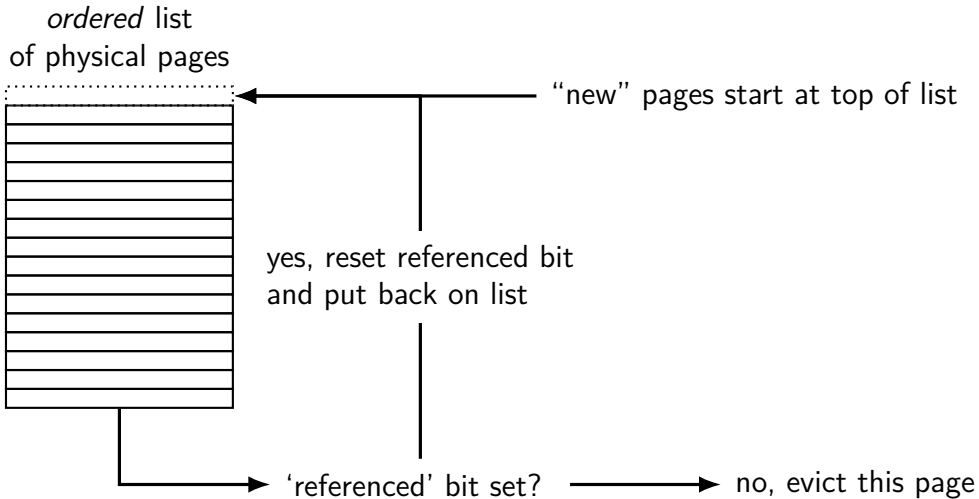 ordered list
of physical pages
“new” pages start at top of list
yes, reset referenced bit
and put back on list
‘referenced’ bit set?
no, evict this page